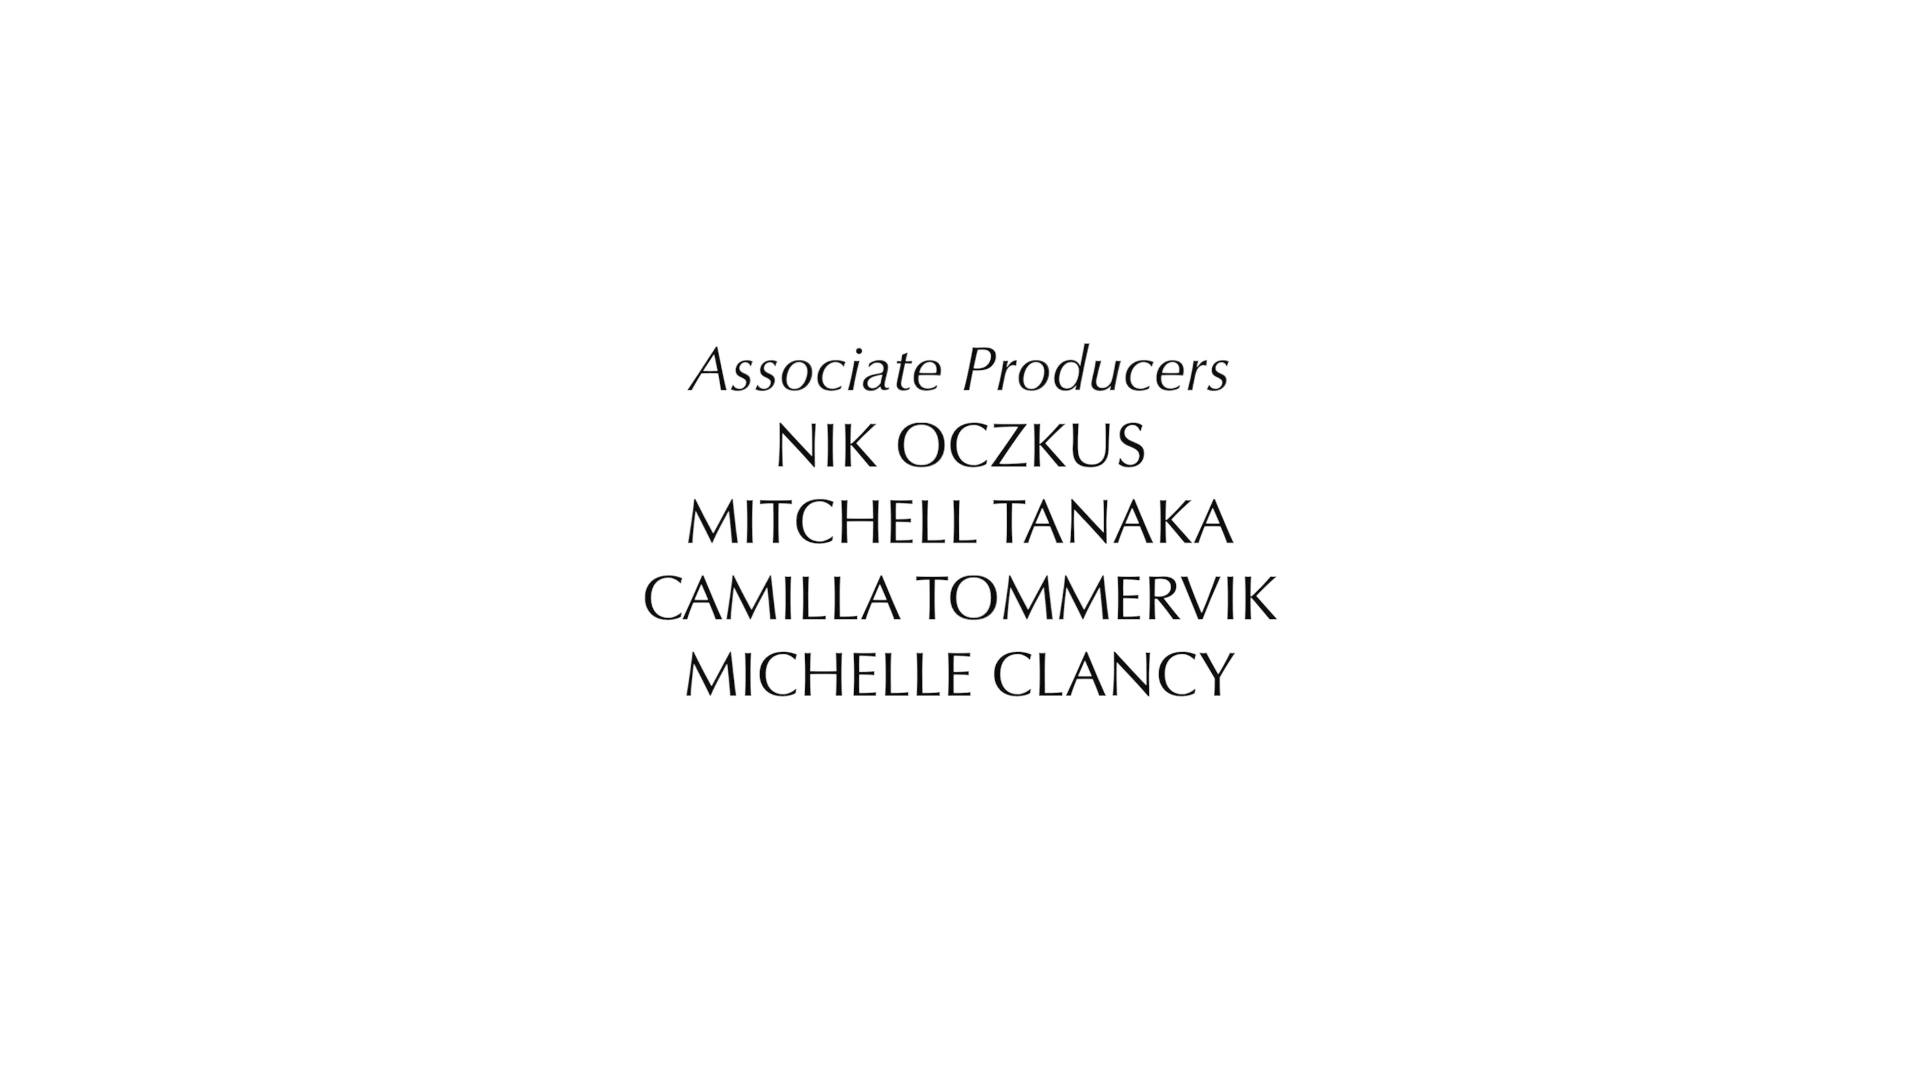 Associate Producers
NIK OCZKUS
MITCHELL TANAKA
CAMILLA TOMMERVIK
MICHELLE CLANCY